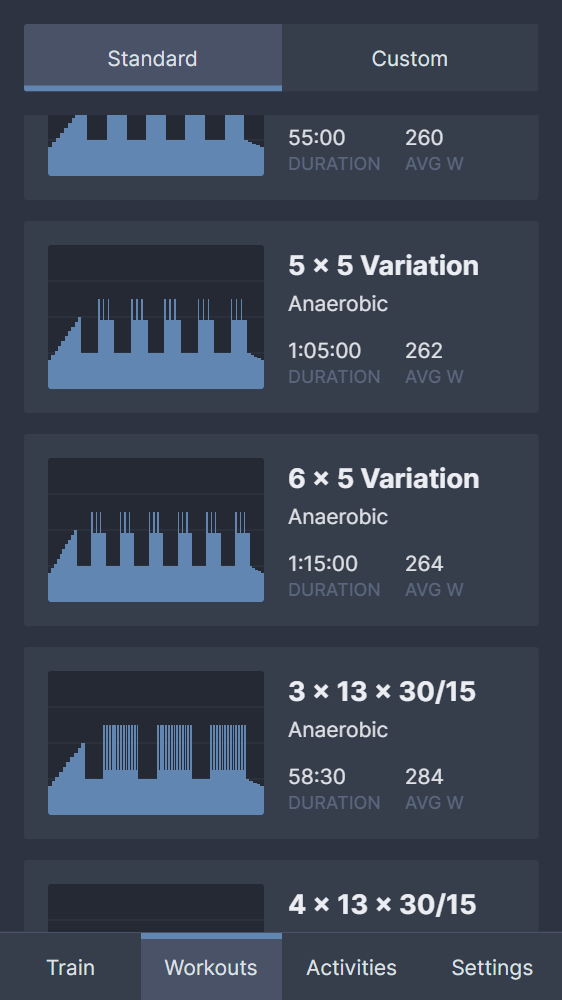 Standard Custom
55:00 260
DURATION AVG W
5 × 5 Variation
Anaerobic
1:05:00 262
DURATION AVG W
6 × 5 Variation
Anaerobic
1:15:00 264
DURATION AVG W
3 × 13 × 30/15
Anaerobic
58:30 284
DURATION AVG W
4 × 13 × 30/15
Train Workouts Activities Settings